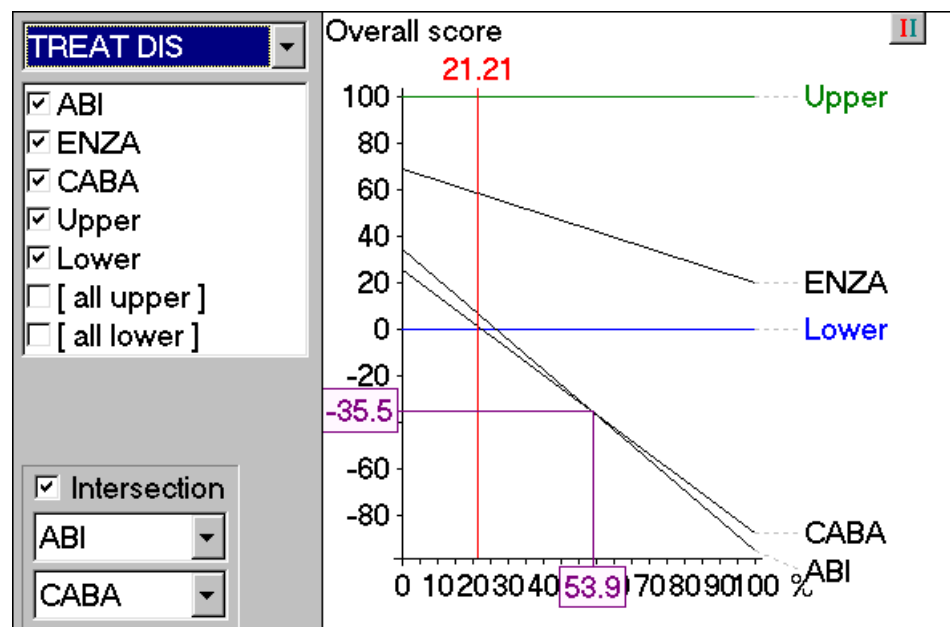 TREAT DIS
ABI
ENZA
CABA
Upper
Lower
[ all upper ]
[ all lower ]
Intersection
ABI
CABA
Overall score
II
21.21
100
80
60
40
20
0
-20
-35.5
-60
-80
Upper
ENZA
Lower
CABA
ABI
0 10 20 30 40 53.9 70 80 90 100 %